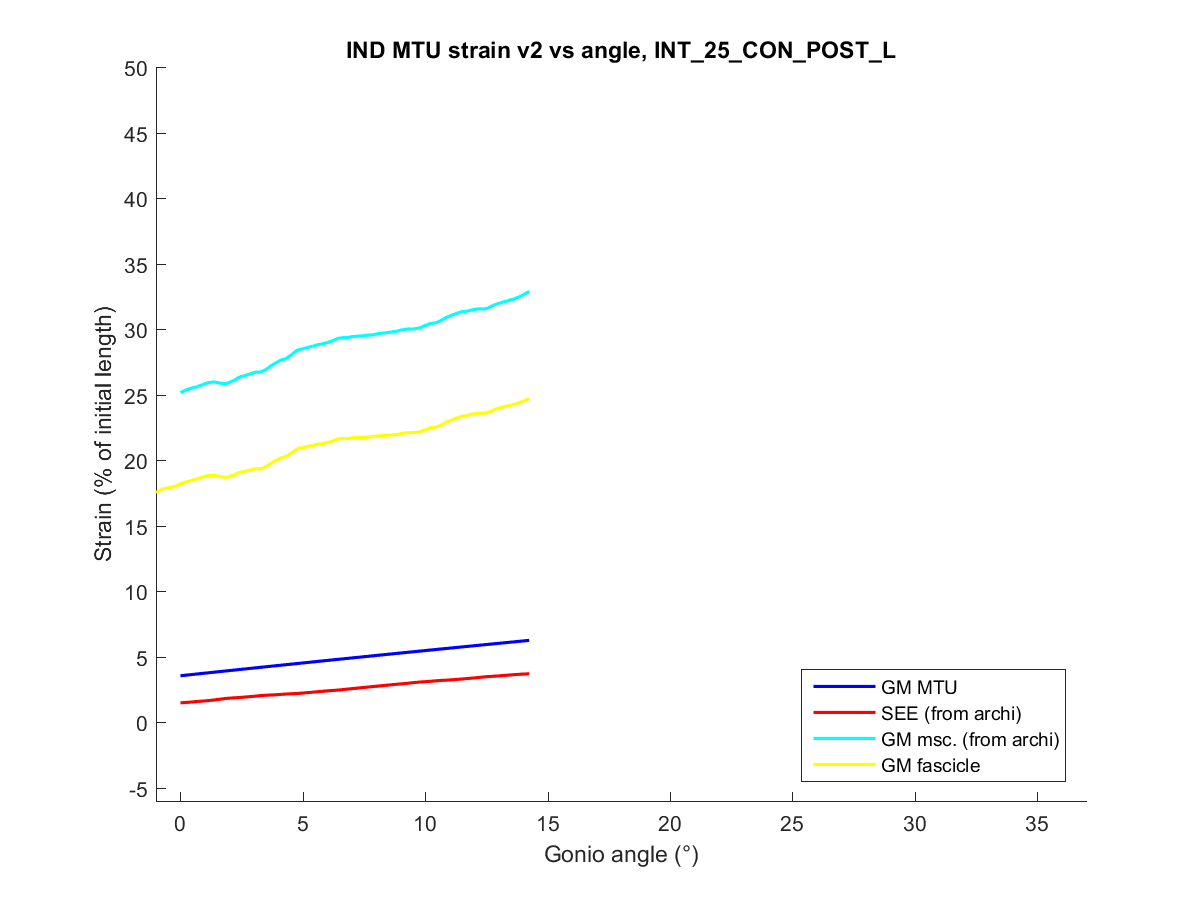 IND MTU strain v2 vs angle, INT_25_CON_POST_L
50
45
40
35
30
25
20
15
10
5
0
-5
Strain (% of initial length)
GM MTU
SEE (from archi)
GM msc. (from archi)
GM fascicle
0 5 10 15 20 25 30 35
Gonio angle (°)